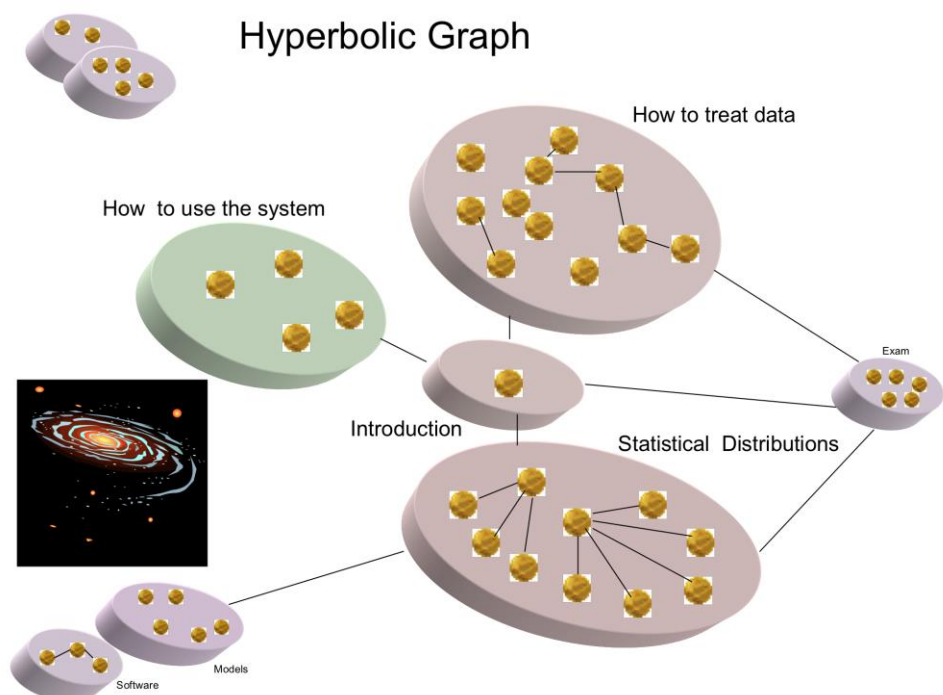 Hyperbolic Graph
How to treat data
How to use the system
Exam
Introduction
Statistical Distributions
Models
Software